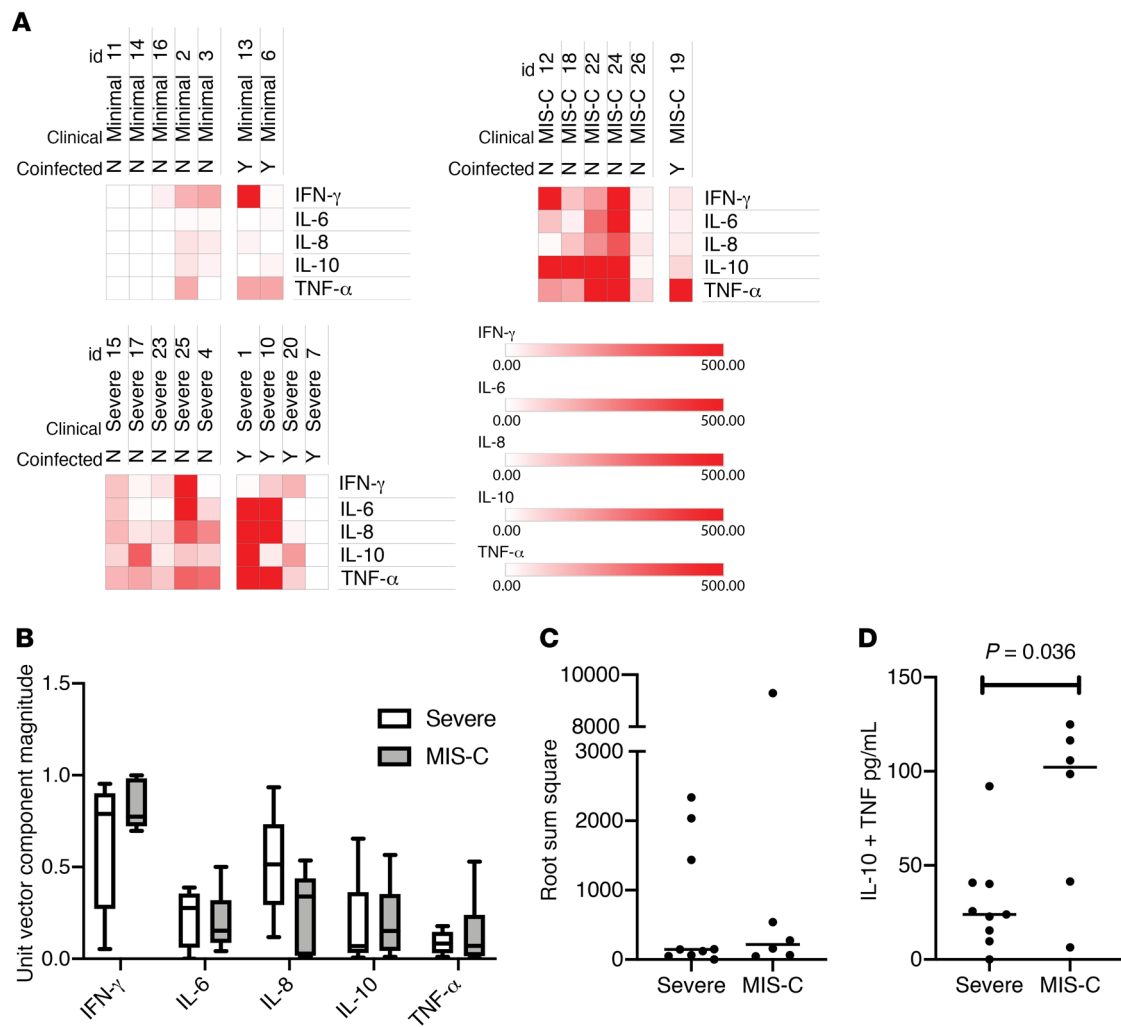 A
id 11 14 16 2 3 13 6
Clinical Minimal Minimal Minimal Minimal Minimal Minimal Minimal
Coinfected N N N N N Y Y
IFN-γ
IL-6
IL-8
IL-10
TNF-α
id 12 18 22 24 26 19
Clinical MIS-C MIS-C MIS-C MIS-C MIS-C MIS-C
Coinfected N N N N N Y
IFN-γ
IL-6
IL-8
IL-10
TNF-α
id 15 17 23 25 4 1 10 20 7
Clinical Severe Severe Severe Severe Severe Severe Severe Severe Severe
Coinfected N N N N N Y Y Y Y
IFN-γ
IL-6
IL-8
IL-10
TNF-α
IFN-γ
0.00 500.00
IL-6
0.00 500.00
IL-8
0.00 500.00
IL-10
0.00 500.00
TNF-α
0.00 500.00
B
Unit vector component magnitude
1.5
1.0
0.5
0.0
Severe
MIS-C
IFN-γ IL-6 IL-8 IL-10 TNF-α
C
Root sum square
10000
8000
3000
2000
1000
0
Severe MIS-C
D
P = 0.036
IL-10 + TNF pg/mL
150
100
50
0
Severe MIS-C